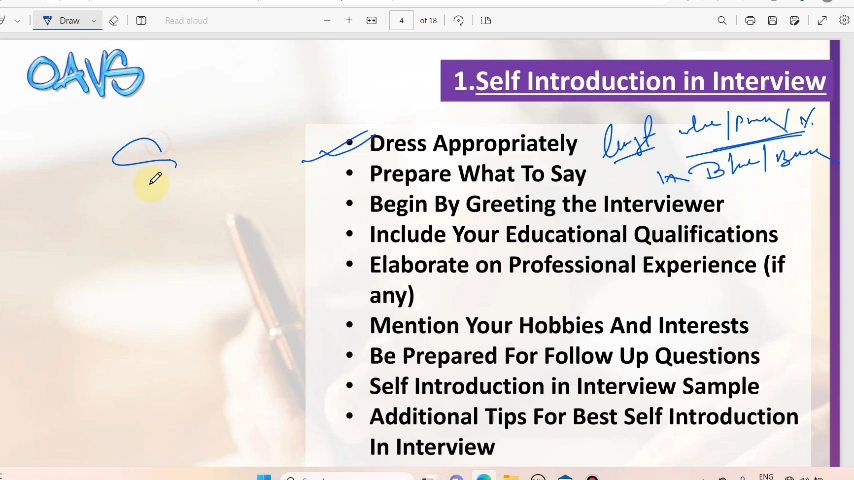 Draw
Read aloud
4
of 18
OAVS
1.Self Introduction in Interview
• Dress Appropriately
• Prepare What To Say
• Begin By Greeting the Interviewer
• Include Your Educational Qualifications
• Elaborate on Professional Experience (if
any)
• Mention Your Hobbies And Interests
• Be Prepared For Follow Up Questions
• Self Introduction in Interview Sample
• Additional Tips For Best Self Introduction
In Interview
ENG